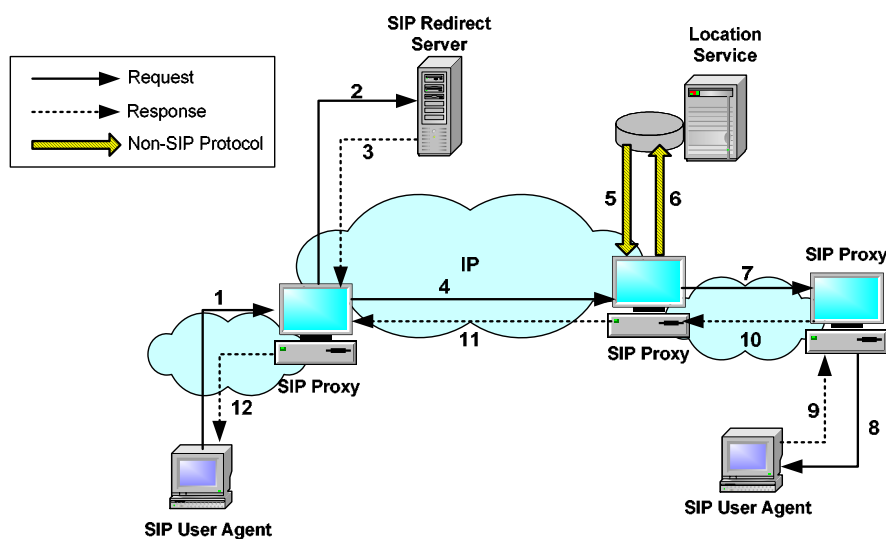 SIP Redirect
Server
Location
Service
Request
Response
Non-SIP Protocol
2
3
5
6
IP
SIP Proxy
7
1
4
11
10
SIP Proxy
SIP Proxy
12
9
8
SIP User Agent
SIP User Agent